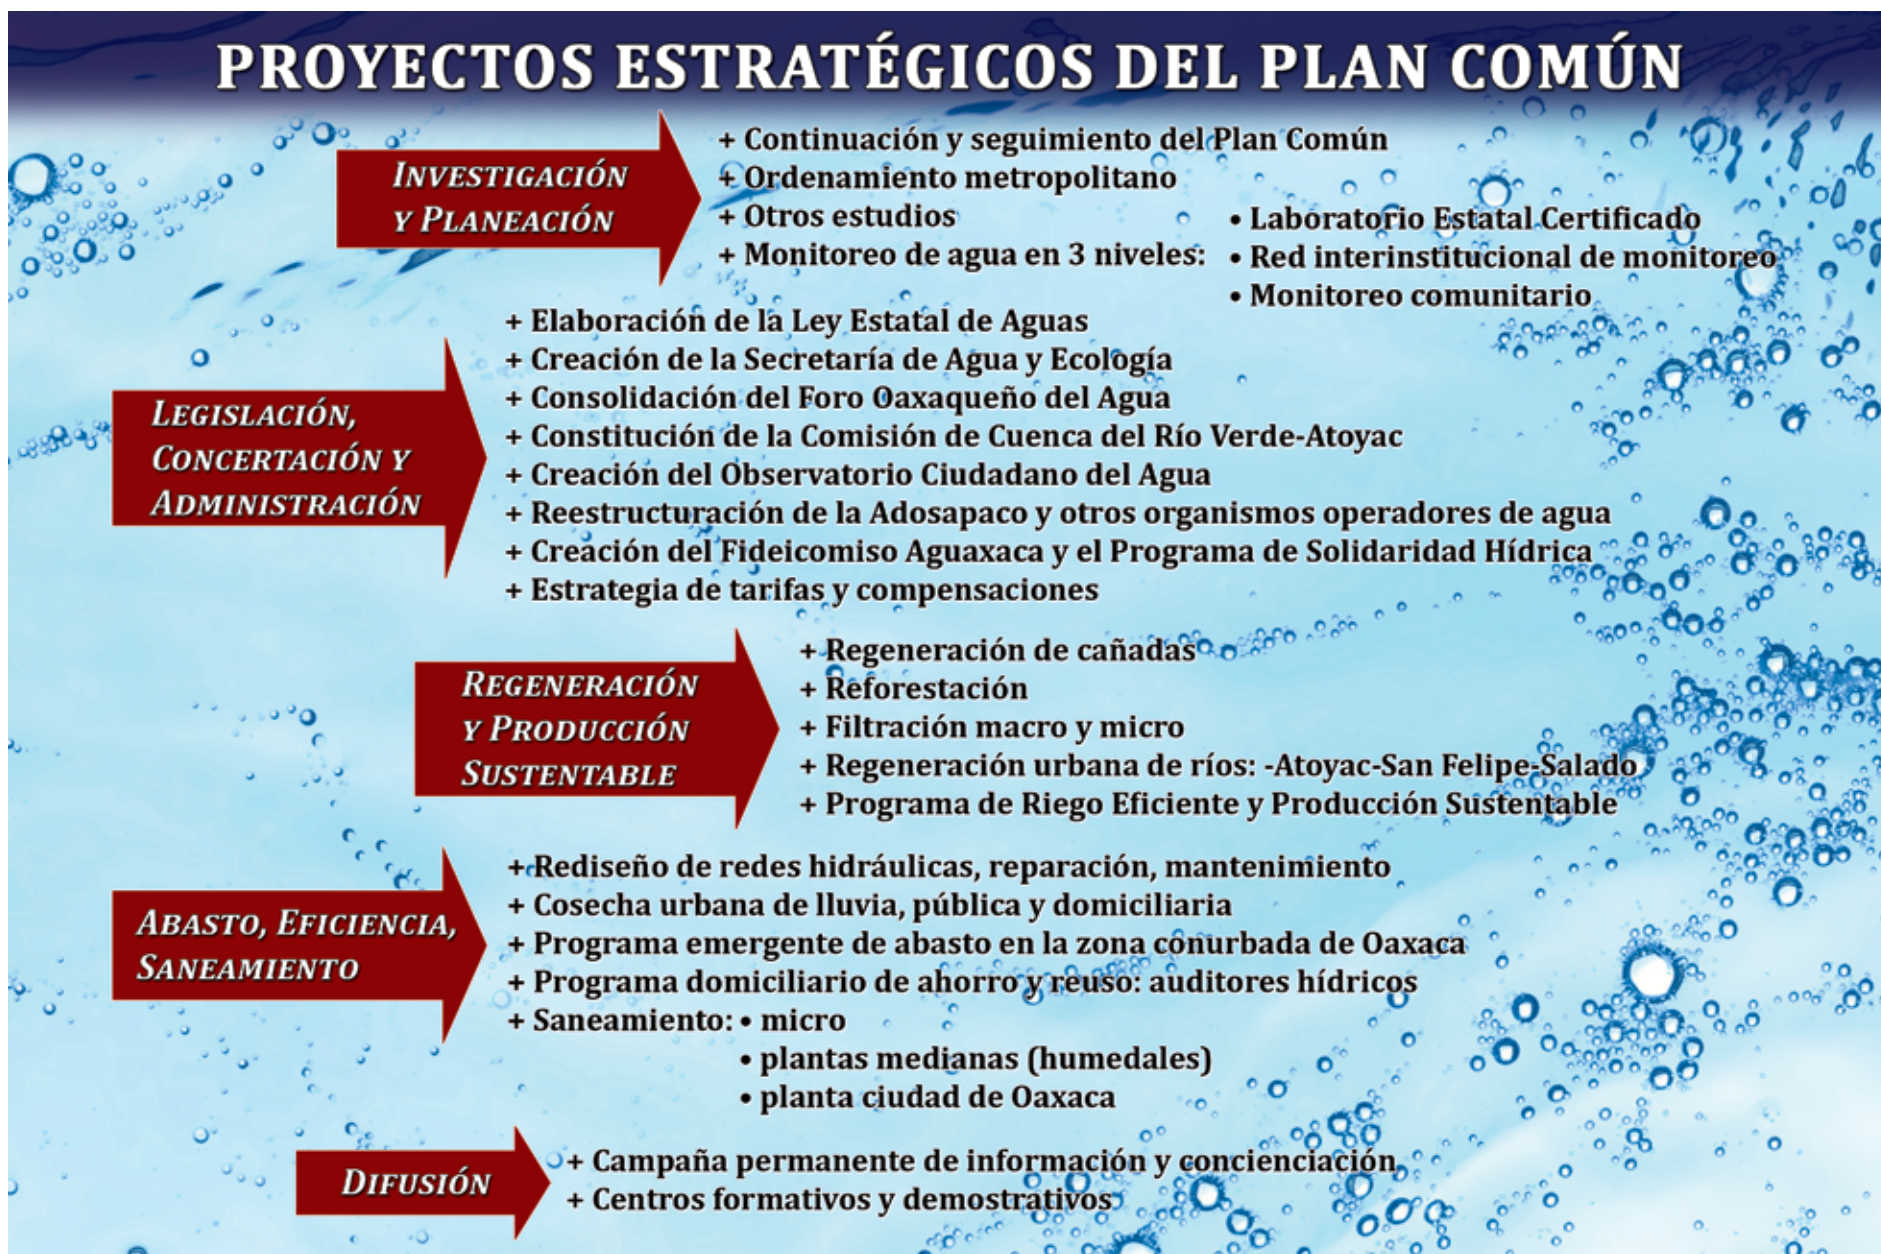 PROYECTOS ESTRATÉGICOS DEL PLAN COMÚN
INVESTIGACIÓN
Y PLANEACIÓN
+ Continuación y seguimiento del Plan Común
+ Ordenamiento metropolitano
+ Otros estudios
+ Monitoreo de agua en 3 niveles:
• Laboratorio Estatal Certificado
• Red interinstitucional de monitoreo
• Monitoreo comunitario
LEGISLACIÓN,
CONCERTACIÓN Y
ADMINISTRACIÓN
+ Elaboración de la Ley Estatal de Aguas
+ Creación de la Secretaría de Agua y Ecología
+ Consolidación del Foro Oaxaqueño del Agua
+ Constitución de la Comisión de Cuenca del Río Verde-Atoyac
+ Creación del Observatorio Ciudadano del Agua
+ Reestructuración de la Adosapaco y otros organismos operadores de agua
+ Creación del Fideicomiso Aguaxaca y el Programa de Solidaridad Hídrica
+ Estrategia de tarifas y compensaciones
REGENERACIÓN
Y PRODUCCIÓN
SUSTENTABLE
+ Regeneración de cañadas
+ Reforestación
+ Filtración macro y micro
+ Regeneración urbana de ríos: -Atoyac-San Felipe-Salado
+ Programa de Riego Eficiente y Producción Sustentable
ABASTO, EFICIENCIA,
SANEAMIENTO
+ Rediseño de redes hidráulicas, reparación, mantenimiento
+ Cosecha urbana de lluvia, pública y domiciliaria
+ Programa emergente de abasto en la zona conurbada de Oaxaca
+ Programa domiciliario de ahorro y reuso: auditores hídricos
+ Saneamiento: • micro
• plantas medianas (humedales)
• planta ciudad de Oaxaca
DIFUSIÓN
+ Campaña permanente de información y concienciación
+ Centros formativos y demostrativos